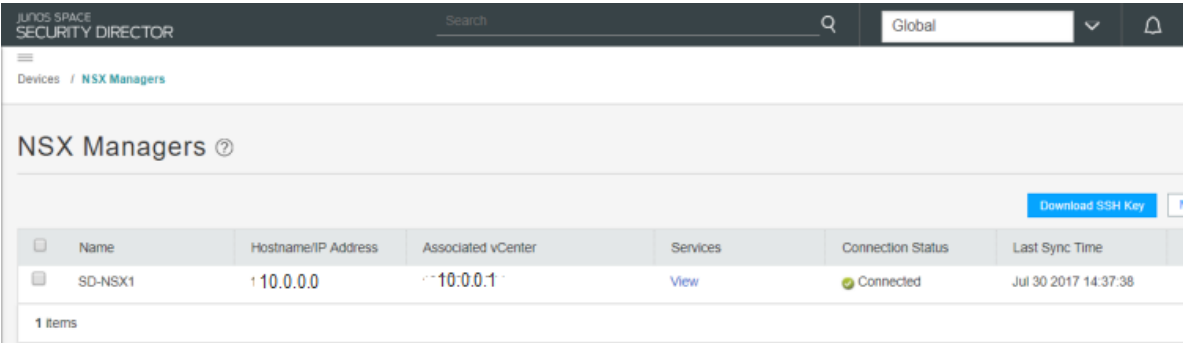 JUNOS SPACE
SECURITY DIRECTOR
Search
Global
Devices / NSX Managers
NSX Managers ?
Download SSH Key
Name Hostname/IP Address Associated vCenter Services Connection Status Last Sync Time
SD-NSX1 10.0.0.0 10.0.0.1 View Connected Jul 30 2017 14:37:38
1 items